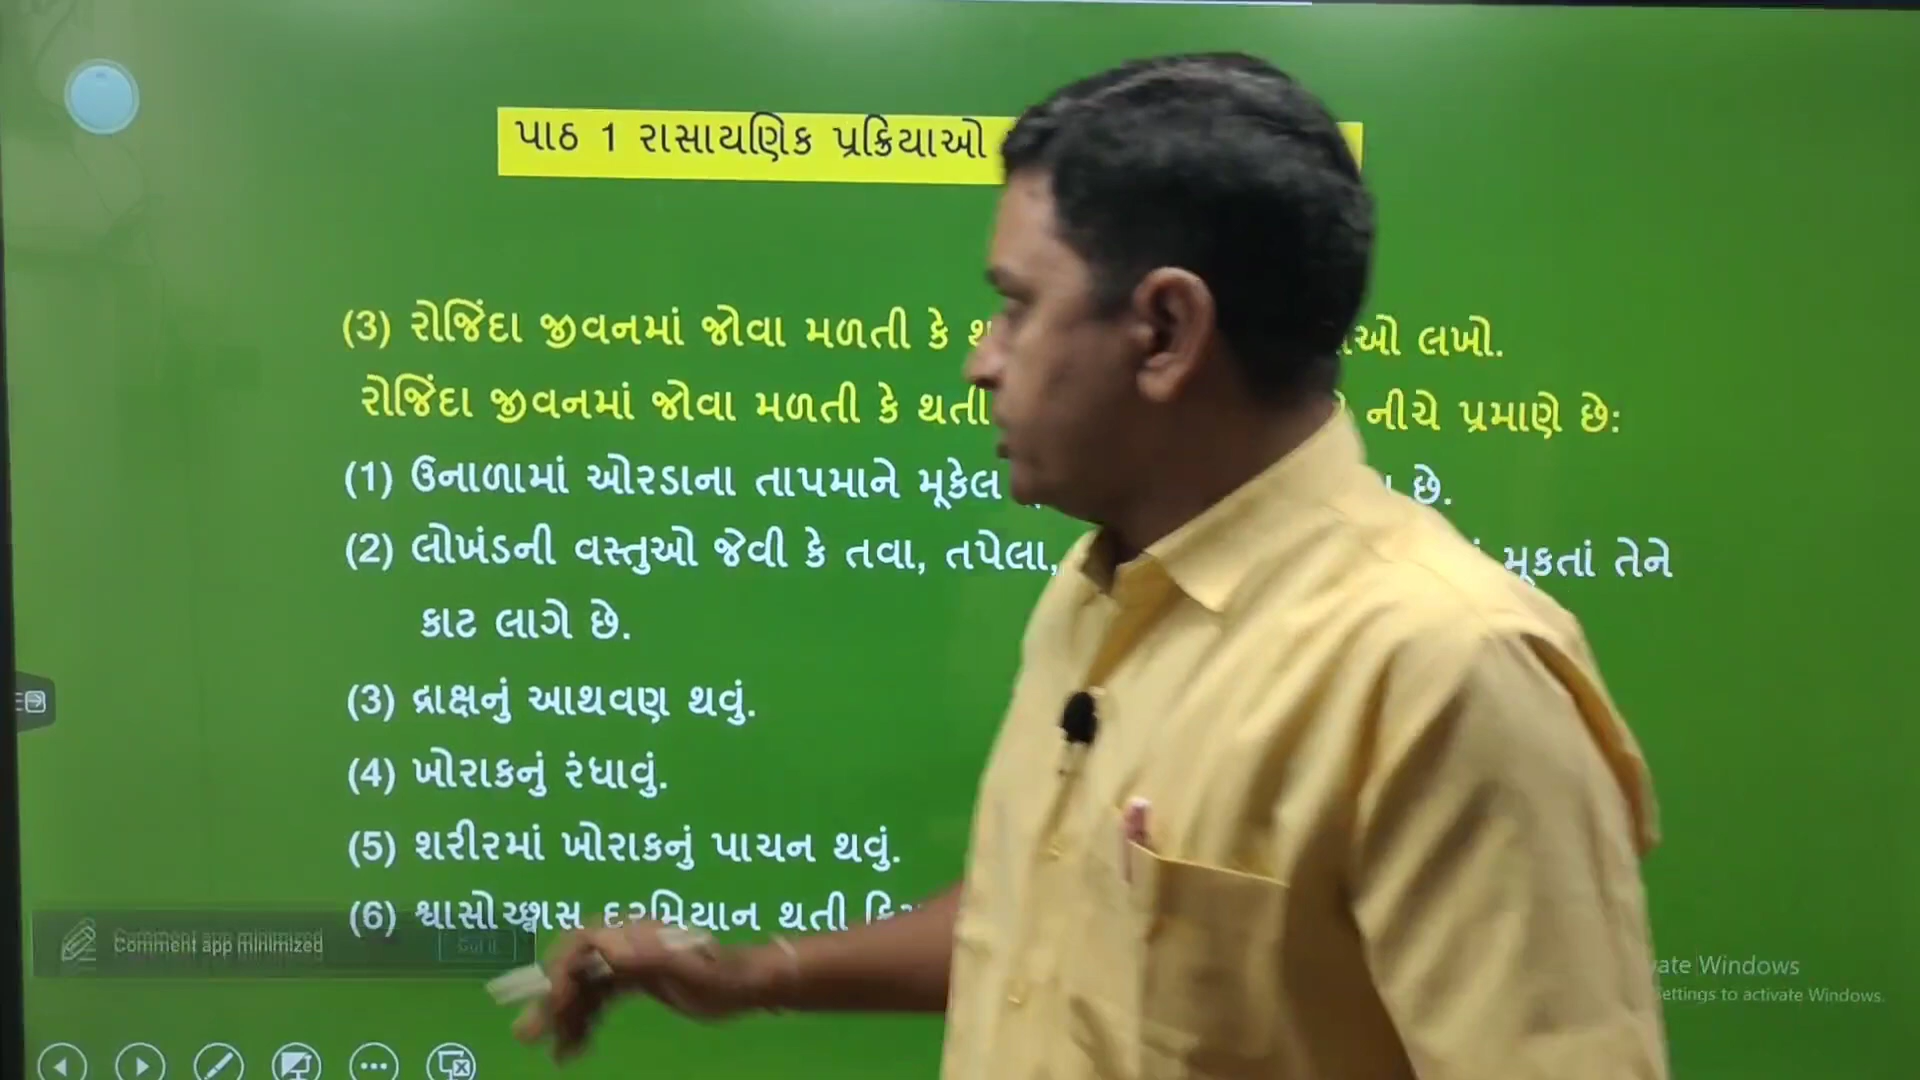 પાઠ 1 રાસાયણિક પ્રક્રિયાઓ
(3) રોજિંદા જીવનમાં જોવા મળતી કે લખો.
રોજિંદા જીવનમાં જોવા મળતી કે થતી નીચે પ્રમાણે છે:
(1) ઉનાળામાં ઓરડાના તાપમાને મૂકેલ છે.
(2) લોખંડની વસ્તુઓ જેવી કે તવા, તપેલા, મૂકતાં તેને
કાટ લાગે છે.
(3) દ્રાક્ષનું આથવણ થવું.
(4) ખોરાકનું રંધાવું.
(5) શરીરમાં ખોરાકનું પાચન થવું.
(6) શ્વાસોચ્છ્વાસ દરમિયાન થતી
Comment app minimized Got it
Windows
Settings to activate Windows.